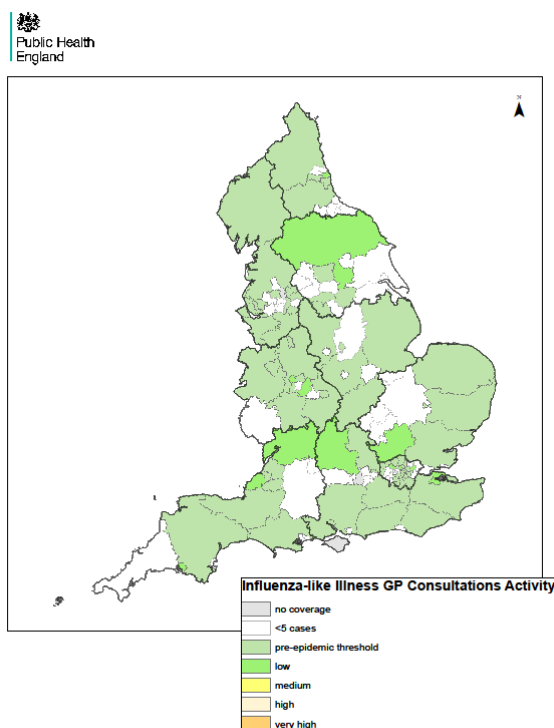 Public Health
England
N
Influenza-like Illness GP Consultations Activity
no coverage
<5 cases
pre-epidemic threshold
low
medium
high
very high